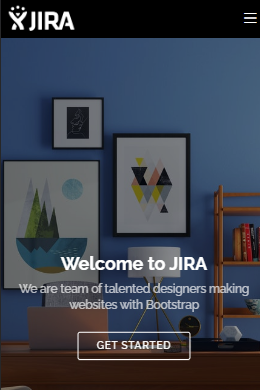 JIRA
Welcome to JIRA
We are team of talented designers making
websites with Bootstrap
GET STARTED